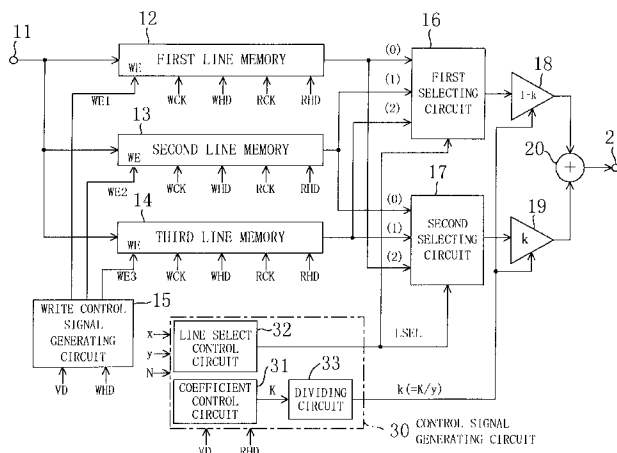 11
12
FIRST LINE MEMORY
WE
WE1
WCK
WHD
RCK
RHD
13
SECOND LINE MEMORY
WE
WE2
WCK
WHD
RCK
RHD
14
THIRD LINE MEMORY
WE
WE3
WCK
WHD
RCK
RHD
15
WRITE CONTROL
SIGNAL
GENERATING
CIRCUIT
VD
WHD
16
(0)
(1)
(2)
FIRST
SELECTING
CIRCUIT
17
(0)
(1)
(2)
SECOND
SELECTING
CIRCUIT
LSEL
18
1-k
19
k
20
+
2
x
y
N
32
LINE SELECT
CONTROL
CIRCUIT
31
COEFFICIENT
CONTROL
CIRCUIT
K
33
DIVIDING
CIRCUIT
k(=K/y)
30 CONTROL SIGNAL
GENERATING CIRCUIT
VD
RHD